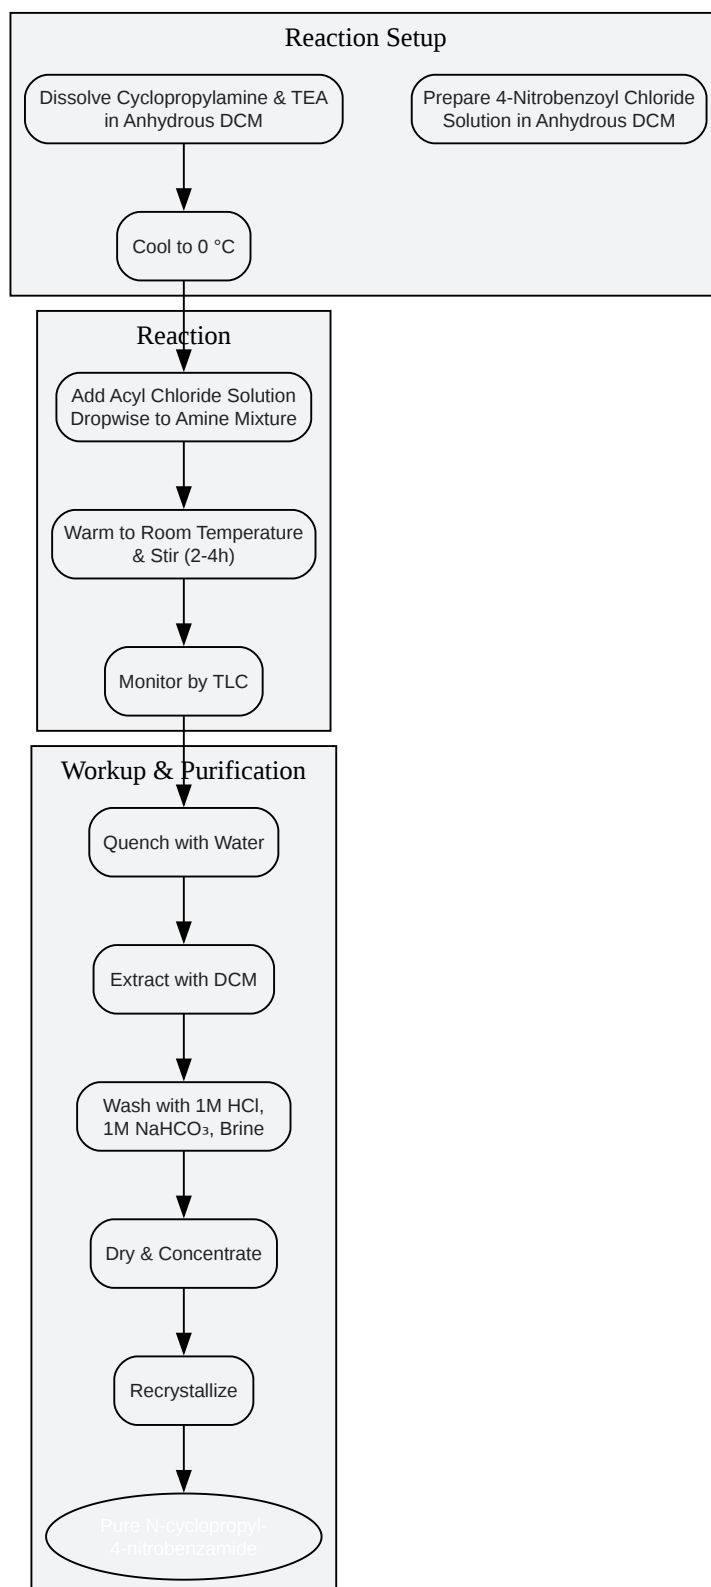 Reaction Setup
Dissolve Cyclopropylamine & TEA
in Anhydrous DCM
Prepare 4-Nitrobenzoyl Chloride
Solution in Anhydrous DCM
Cool to 0 °C
Reaction
Add Acyl Chloride Solution
Dropwise to Amine Mixture
Warm to Room Temperature
& Stir (2-4h)
Monitor by TLC
Workup & Purification
Quench with Water
Extract with DCM
Wash with 1M HCl,
1M NaHCO₃, Brine
Dry & Concentrate
Recrystallize
Pure N-cyclopropyl-
4-nitrobenzamide